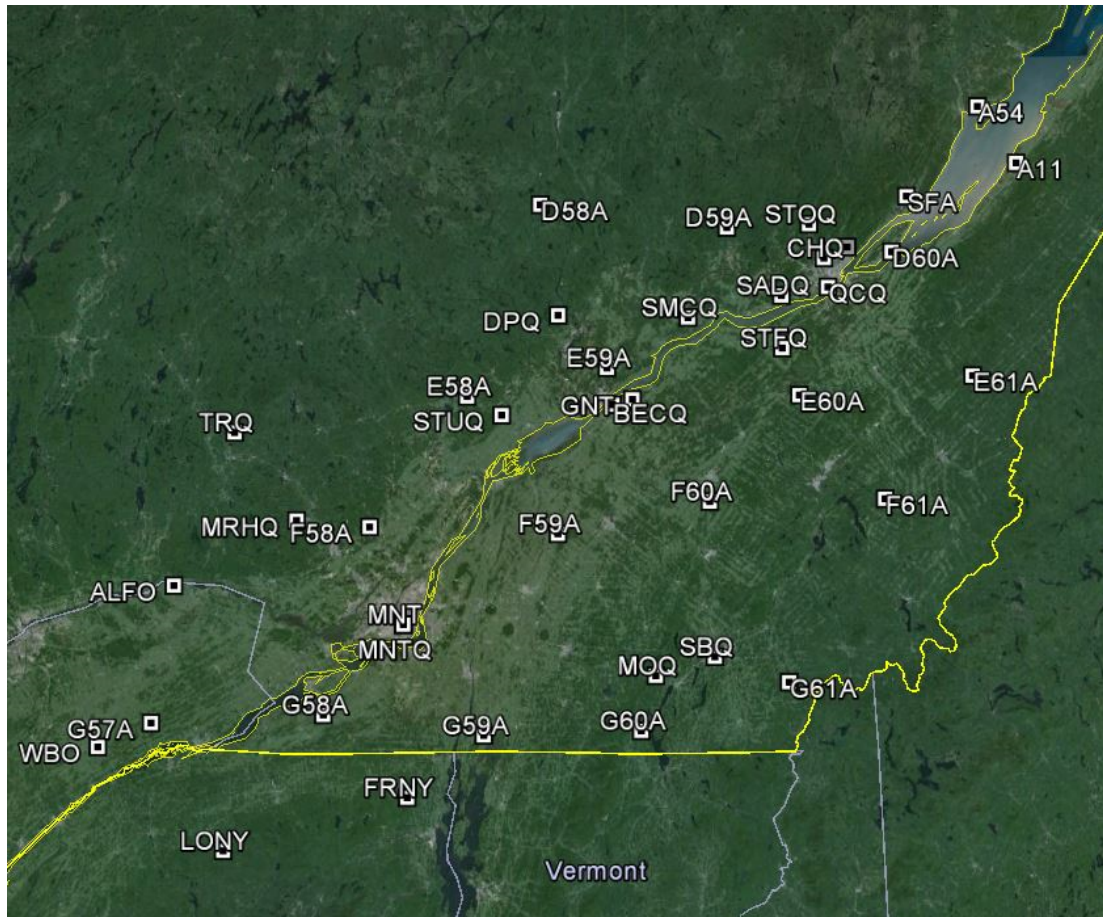 A54
A11
SFA
D58A
D59A
STOQ
CHQ
D60A
SADQ
QCQ
SMCQ
DPQ
STFQ
E59A
E61A
E58A
GNT
BECQ
E60A
STUQ
TRQ
F60A
F61A
MRHQ
F58A
F59A
ALFO
MNT
MNTQ
SBQ
MOQ
G61A
G58A
G59A
G60A
G57A
WBO
FRNY
LONY
Vermont